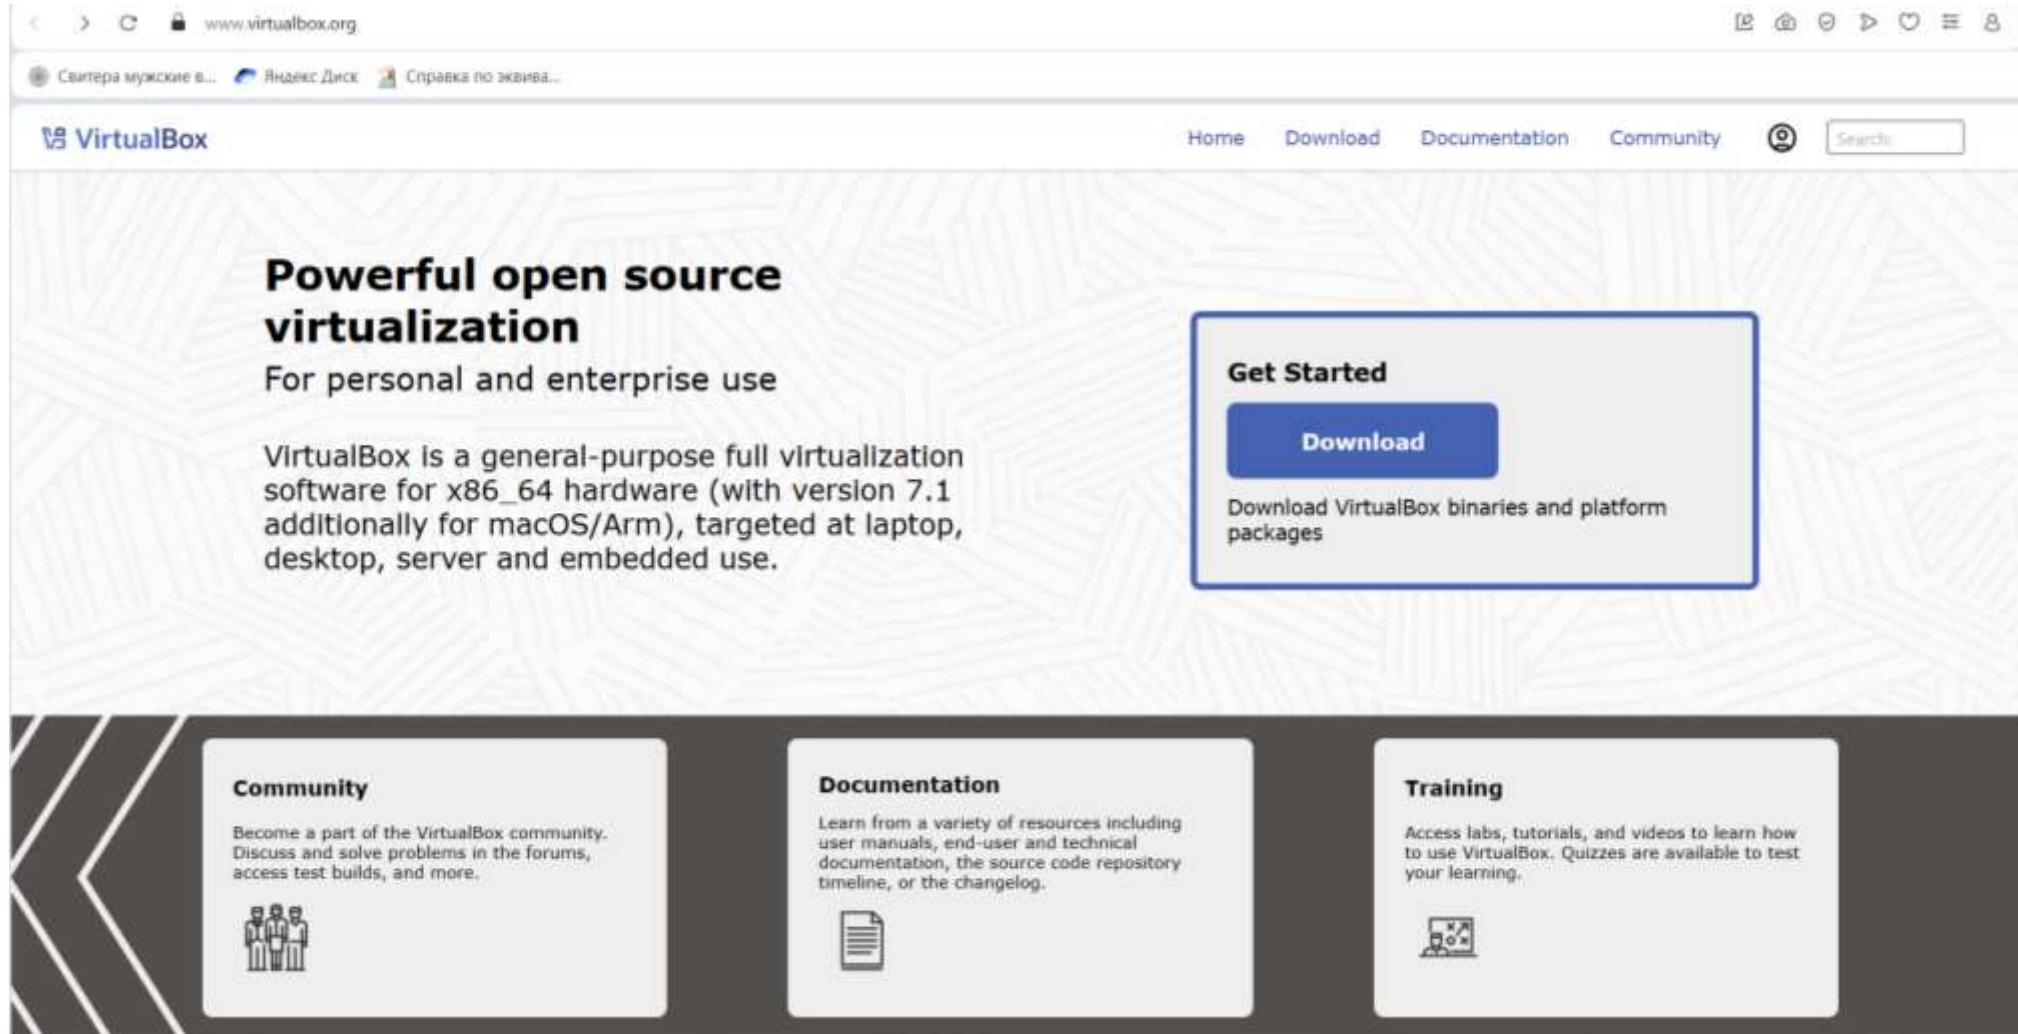 www.virtualbox.org
Свитера мужские в...
Яндекс Диск
Справка по эквива...
VirtualBox
Home
Download
Documentation
Community
Search:
Powerful open source
virtualization
For personal and enterprise use
VirtualBox is a general-purpose full virtualization
software for x86_64 hardware (with version 7.1
additionally for macOS/Arm), targeted at laptop,
desktop, server and embedded use.
Get Started
Download
Download VirtualBox binaries and platform
packages
Community
Become a part of the VirtualBox community.
Discuss and solve problems in the forums,
access test builds, and more.
Documentation
Learn from a variety of resources including
user manuals, end-user and technical
documentation, the source code repository
timeline, or the changelog.
Training
Access labs, tutorials, and videos to learn how
to use VirtualBox. Quizzes are available to test
your learning.